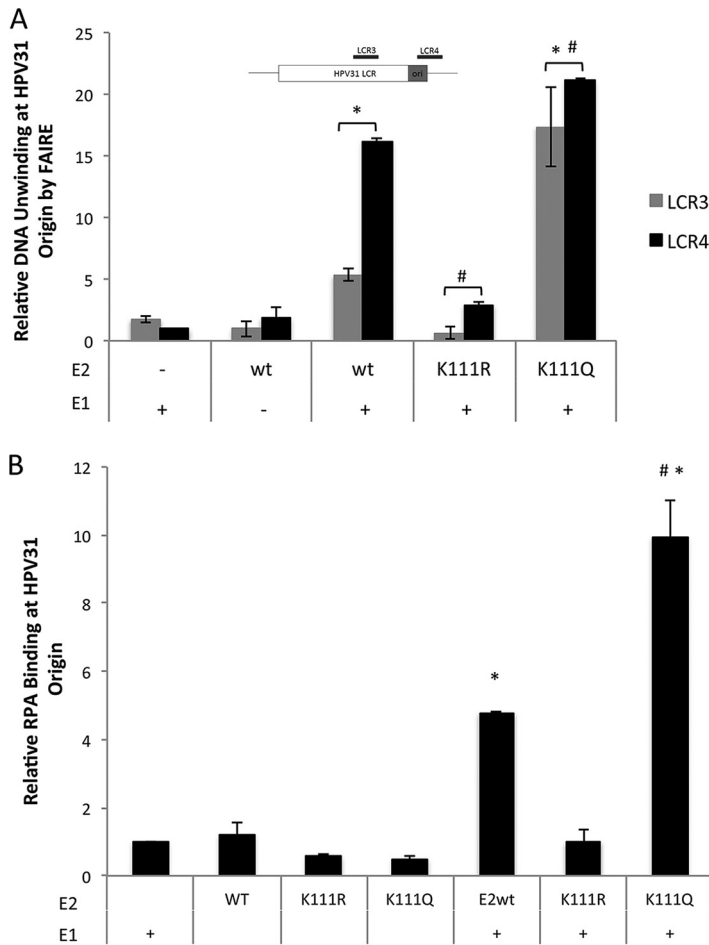 A
Relative DNA Unwinding at HPV31
Origin by FAIRE
25
20
15
10
5
0
LCR3 LCR4
HPV31 LCR ori
*
#
* #
LCR3
LCR4
E2 - wt wt K111R K111Q
E1 + - + + +
B
Relative RPA Binding at HPV31
Origin
12
10
8
6
4
2
0
*
# *
E2 WT K111R K111Q E2wt K111R K111Q
E1 + + + +